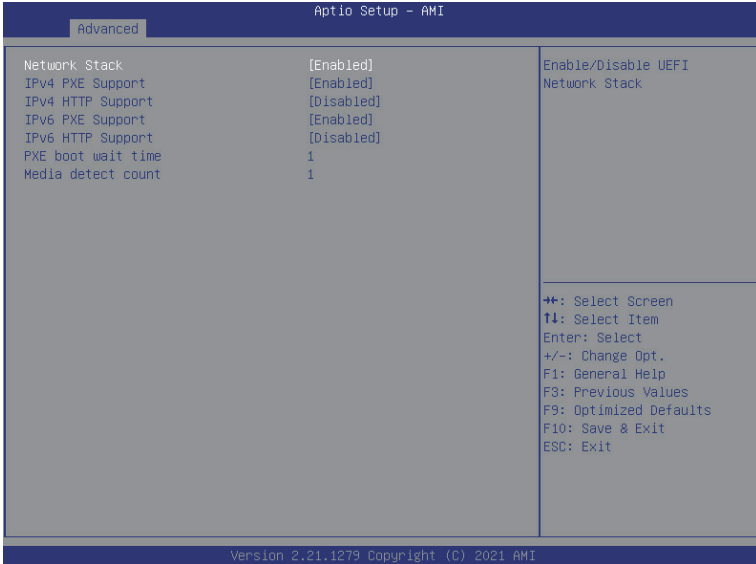 Aptio Setup – AMI
Advanced
Network Stack [Enabled]
IPv4 PXE Support [Enabled]
IPv4 HTTP Support [Disabled]
IPv6 PXE Support [Enabled]
IPv6 HTTP Support [Disabled]
PXE boot wait time 1
Media detect count 1
Enable/Disable UEFI
Network Stack
→←: Select Screen
↑↓: Select Item
Enter: Select
+/-: Change Opt.
F1: General Help
F3: Previous Values
F9: Optimized Defaults
F10: Save & Exit
ESC: Exit
Version 2.21.1279 Copyright (C) 2021 AMI